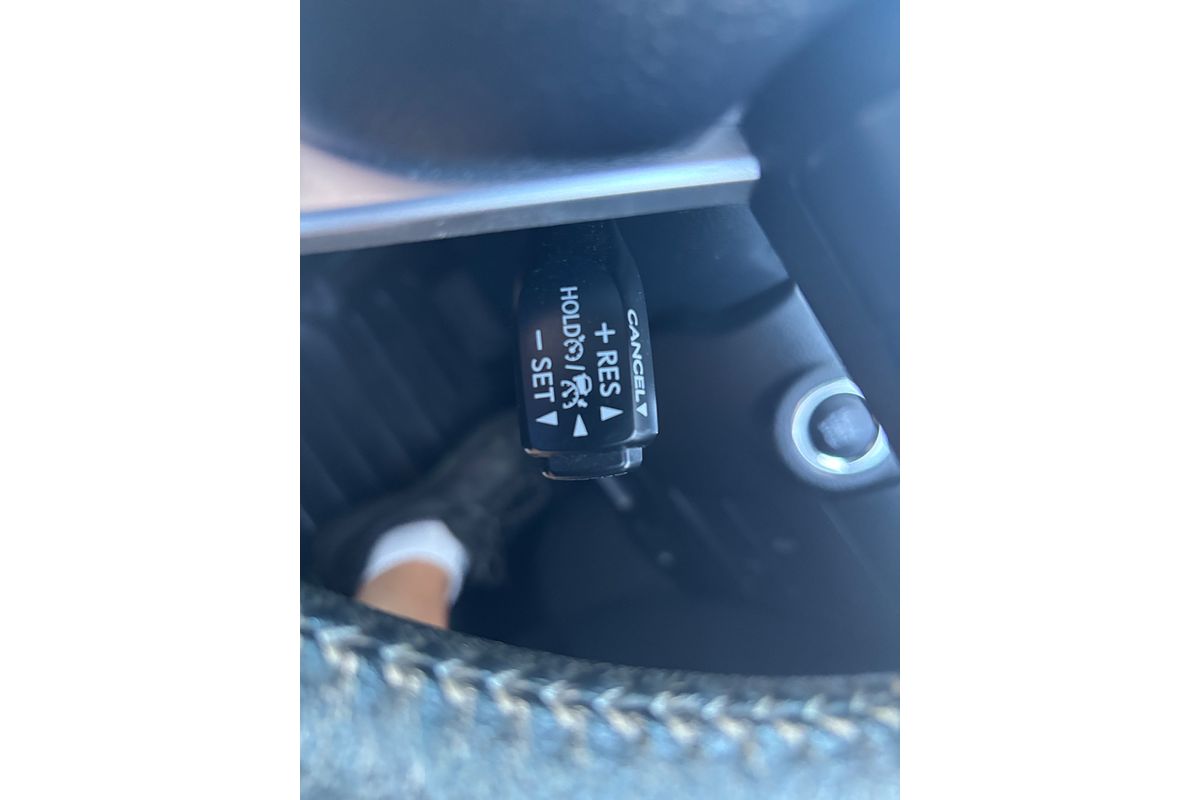 CANCEL
+ RES
HOLD /
− SET